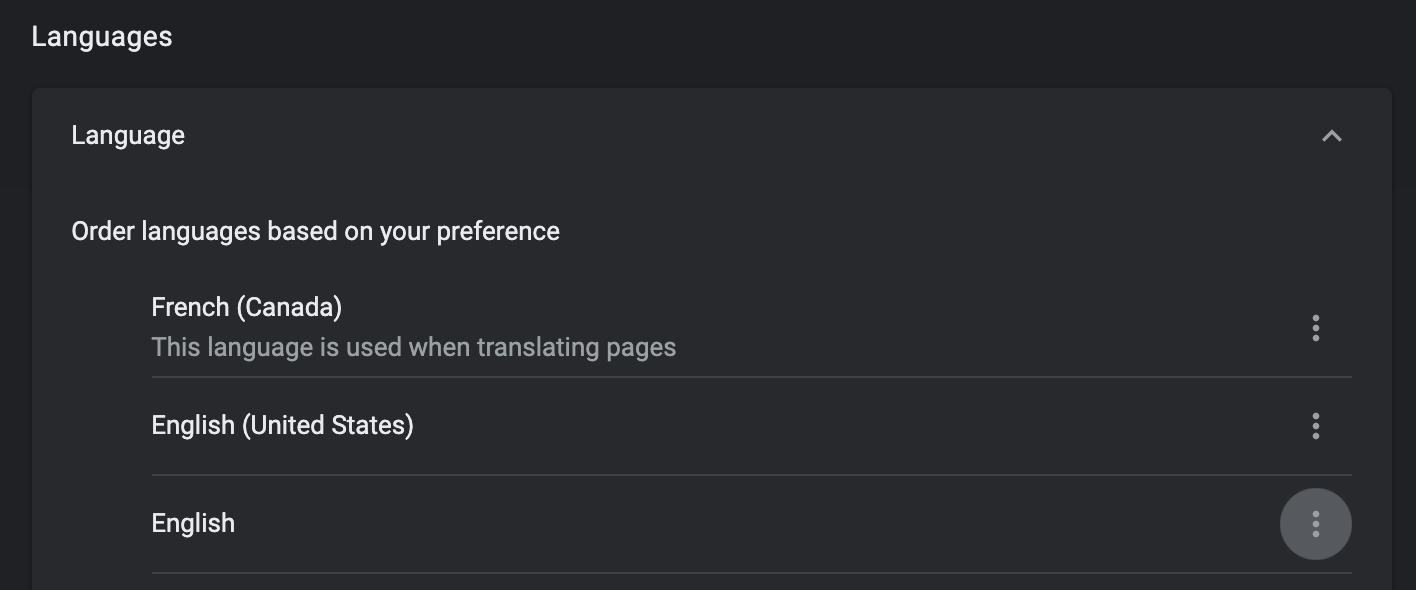 Languages
Language
Order languages based on your preference
French (Canada)
This language is used when translating pages
English (United States)
English